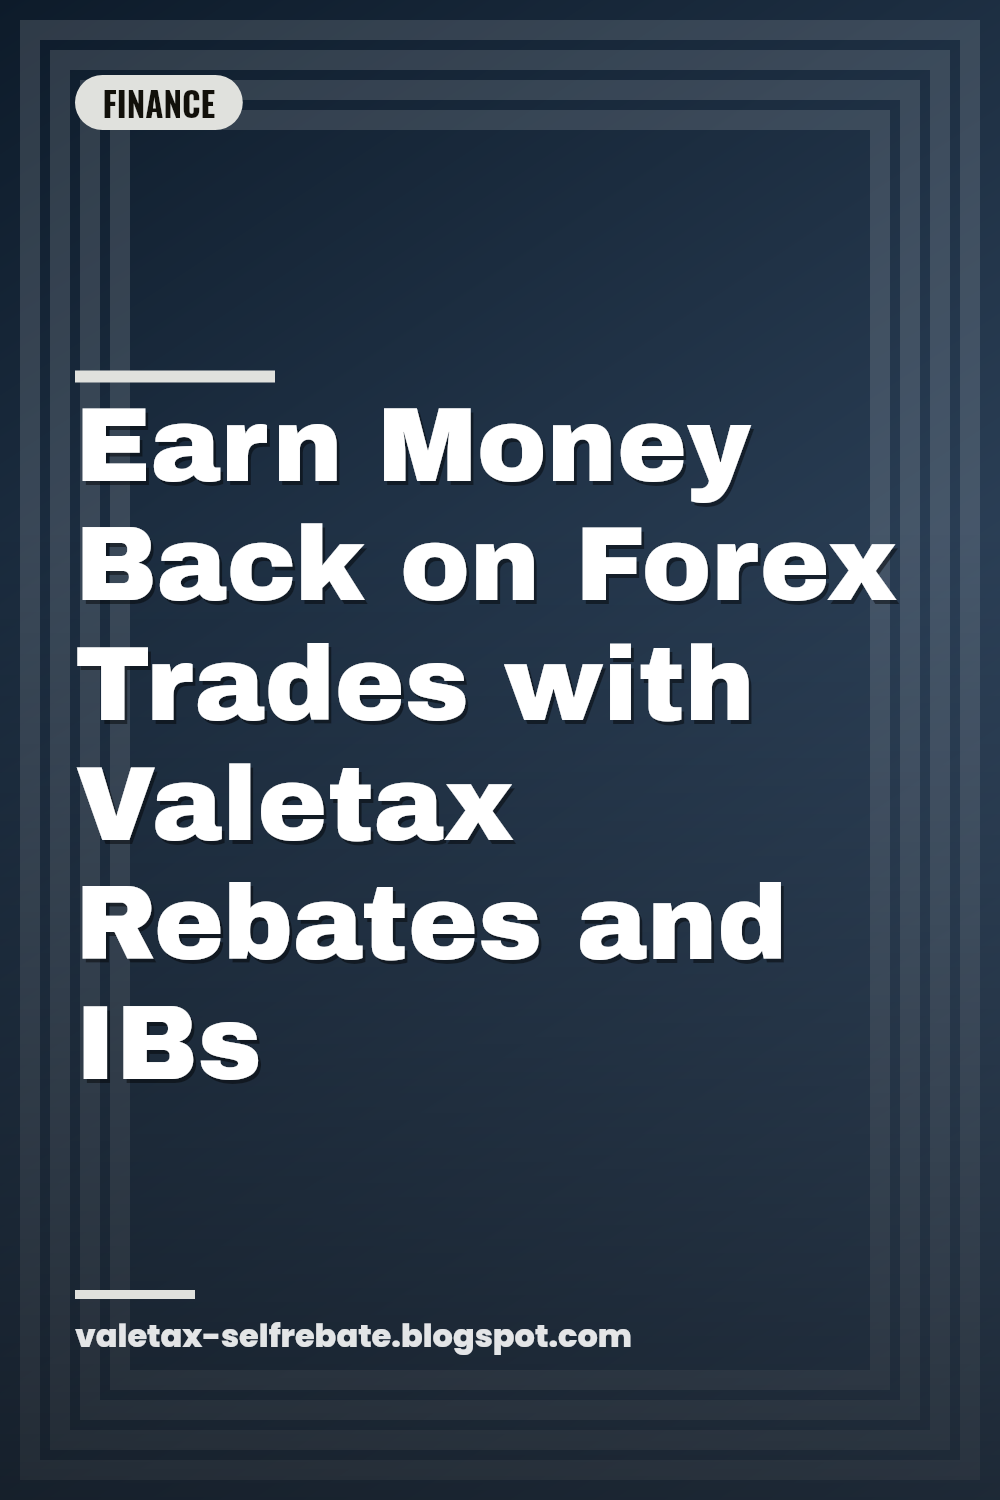 FINANCE
Earn Money
Back on Forex
Trades with
Valetax
Rebates and
IBs
valetax-selfrebate.blogspot.com